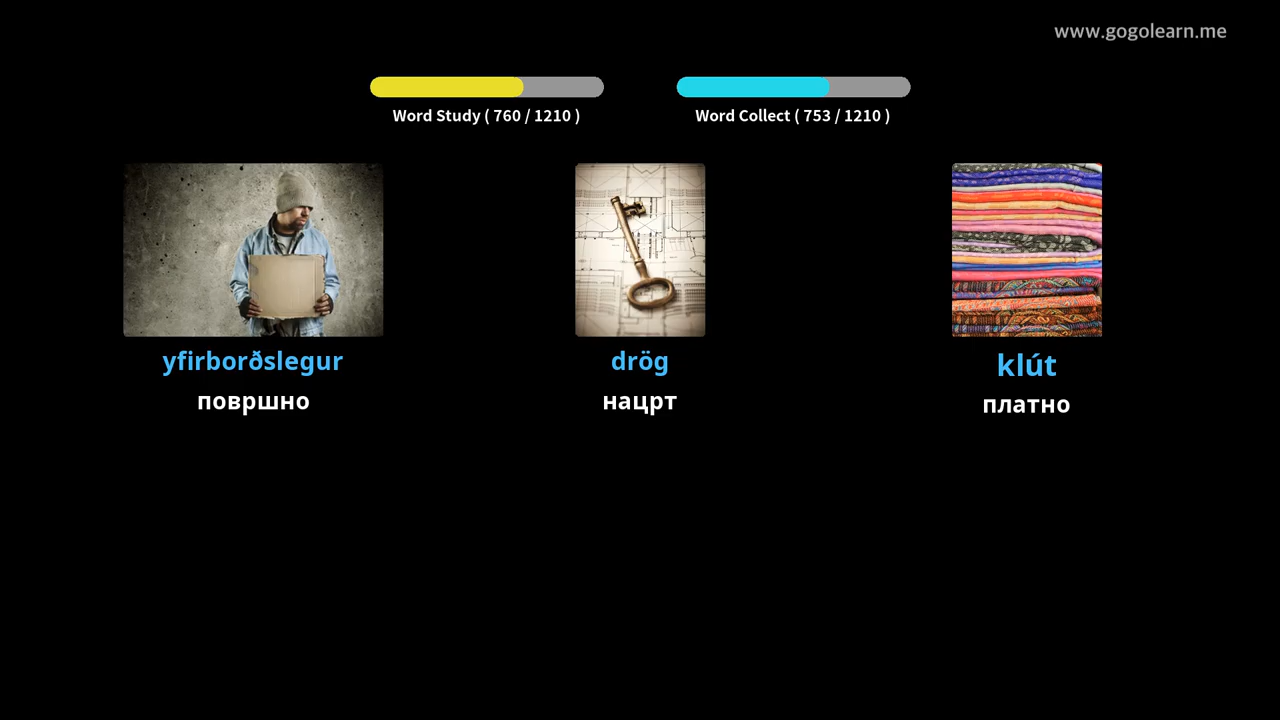 www.gogolearn.me
Word Study ( 760 / 1210 )
Word Collect ( 753 / 1210 )
yfirborðslegur
површно
drög
нацрт
klút
платно